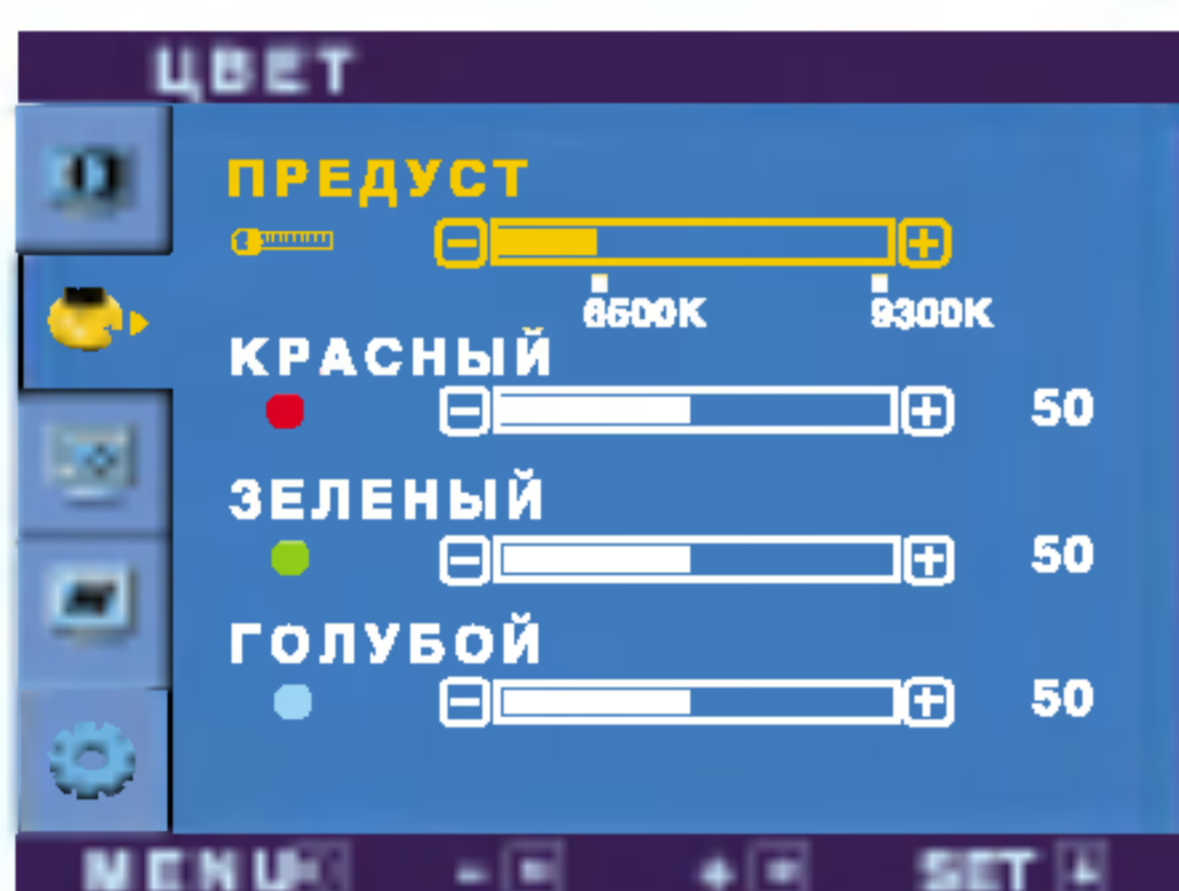 ЦВЕТ
ПРЕДУСТ
6500K 9300K
КРАСНЫЙ
50
ЗЕЛЕНЫЙ
50
ГОЛУБОЙ
50
MENU - + SET